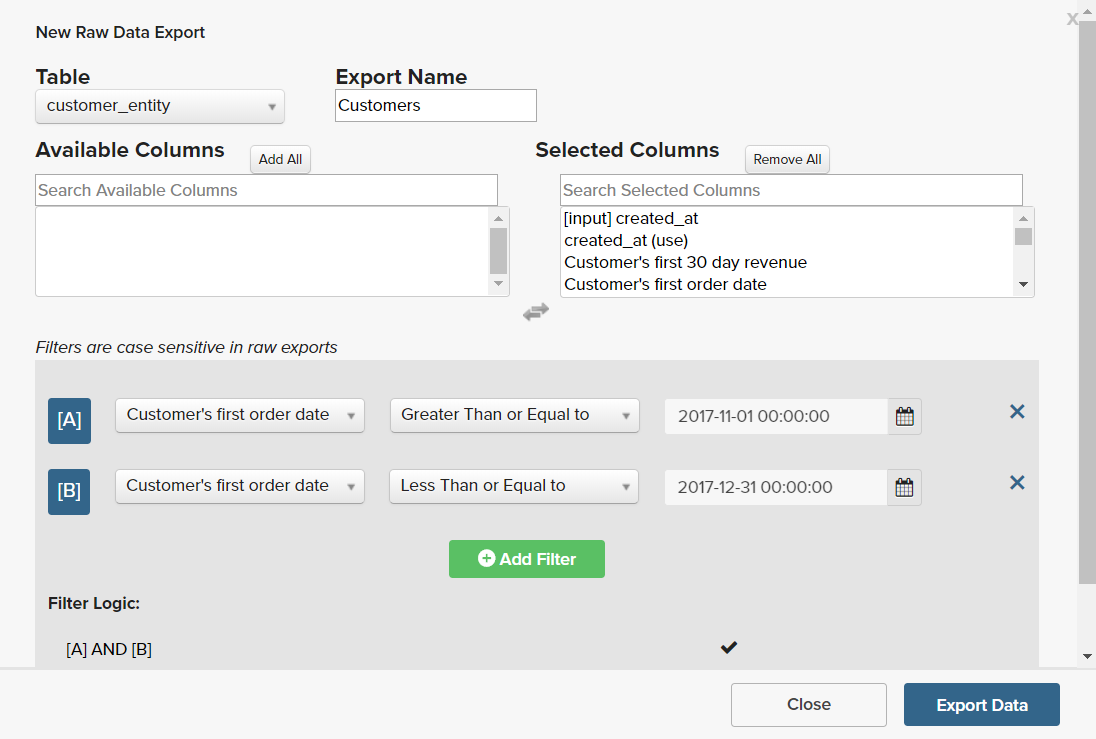 x
New Raw Data Export
Table
Export Name
customer_entity
Customers
Available Columns
Add All
Selected Columns
Remove All
Search Available Columns
Search Selected Columns
[input] created_at
created_at (use)
Customer's first 30 day revenue
Customer's first order date
Filters are case sensitive in raw exports
[A] Customer's first order date Greater Than or Equal to 2017-11-01 00:00:00
[B] Customer's first order date Less Than or Equal to 2017-12-31 00:00:00
Add Filter
Filter Logic:
[A] AND [B]
Close
Export Data